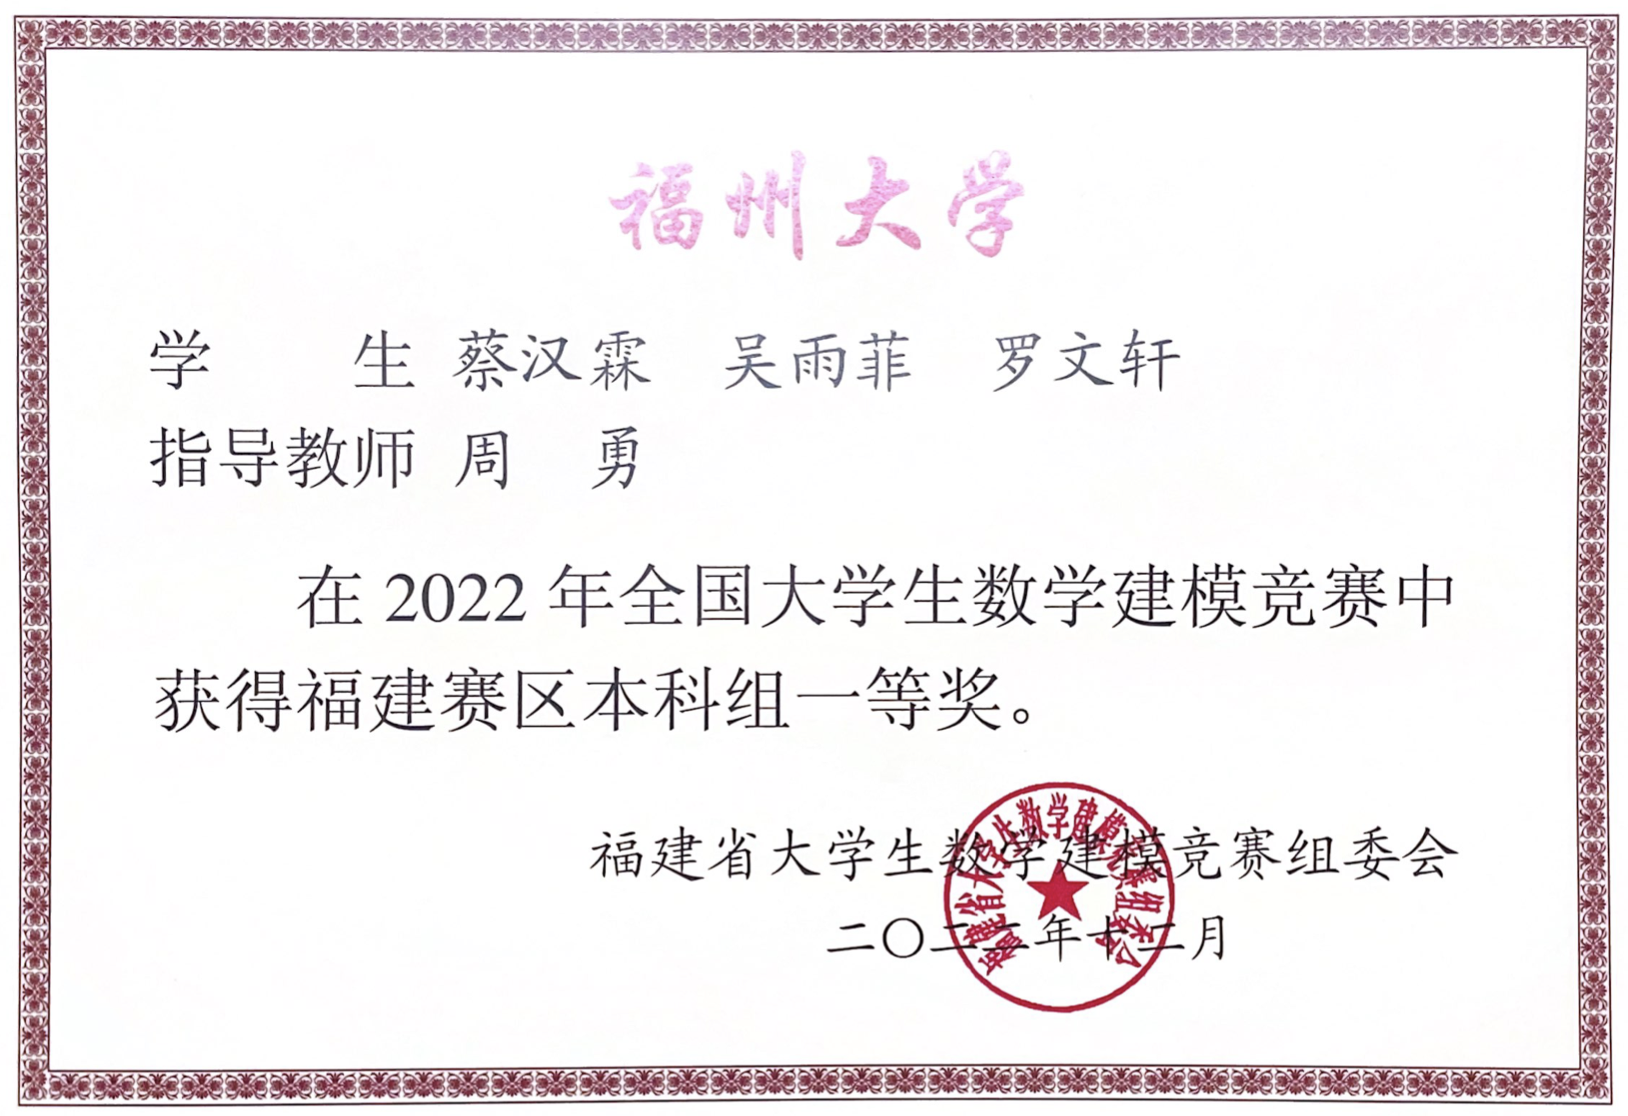 福州大学
学 生 蔡汉霖 吴雨菲 罗文轩
指导教师 周 勇
在 2022 年全国大学生数学建模竞赛中
获得福建赛区本科组一等奖。
福建省大学生数学建模竞赛组委会
二〇二二年十二月
福建省大学生数学建模竞赛组委会